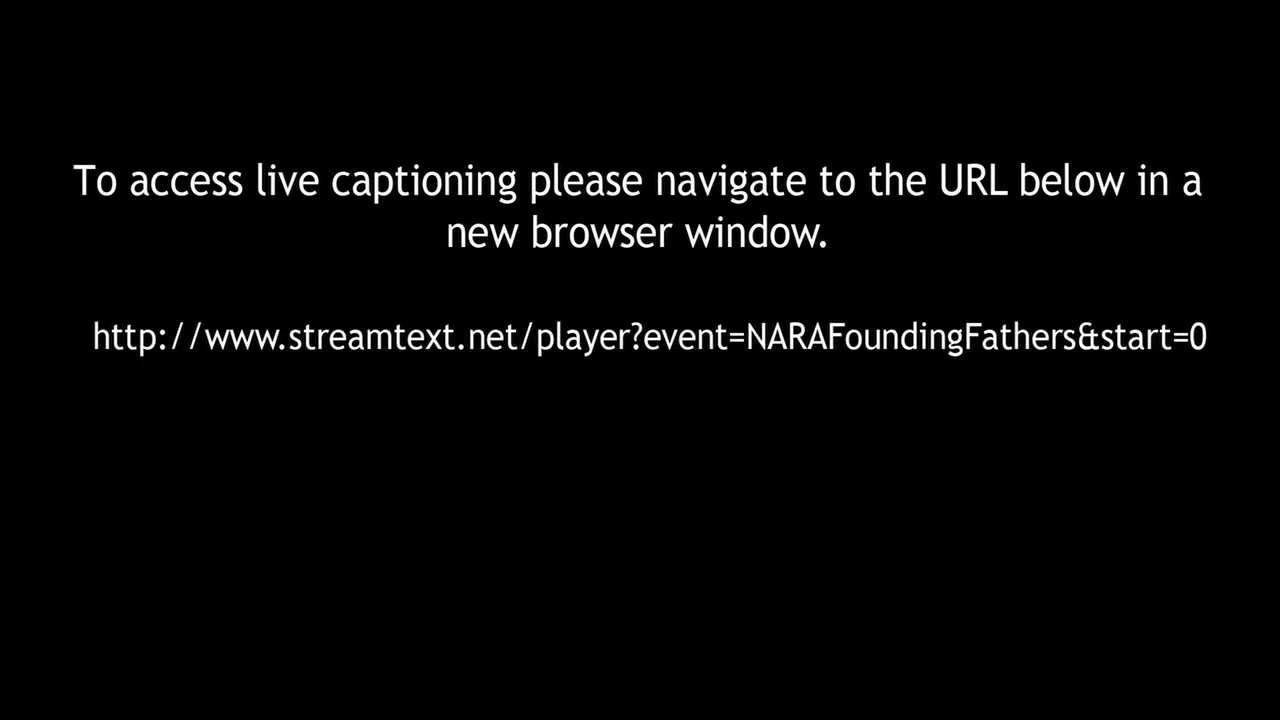 To access live captioning please navigate to the URL below in a
new browser window.
http://www.streamtext.net/player?event=NARAFoundingFathers&start=0